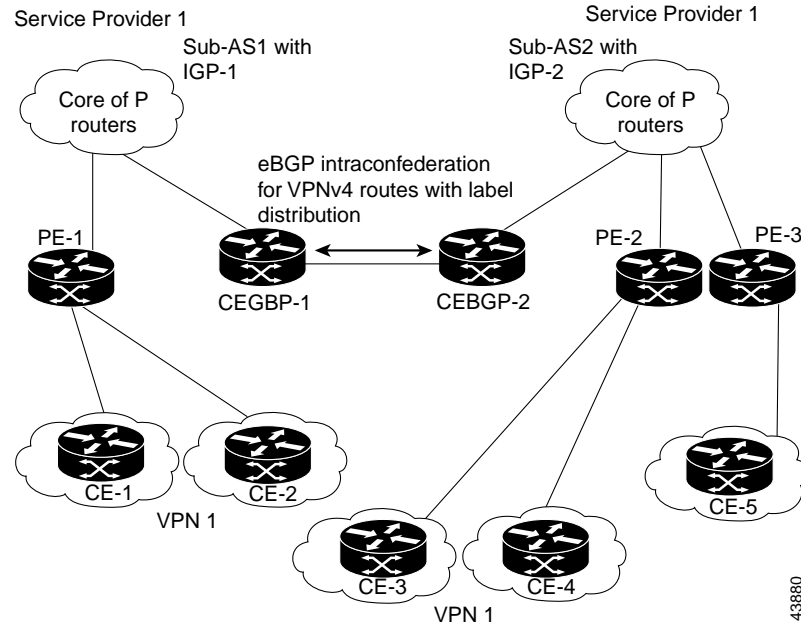 Service Provider 1
Service Provider 1
Sub-AS1 with
IGP-1
Sub-AS2 with
IGP-2
Core of P
routers
Core of P
routers
eBGP intraconfederation
for VPNv4 routes with label
distribution
PE-1
CEGBP-1
CEBGP-2
PE-2
PE-3
CE-1
CE-2
VPN 1
CE-3
CE-4
CE-5
VPN 1
43880